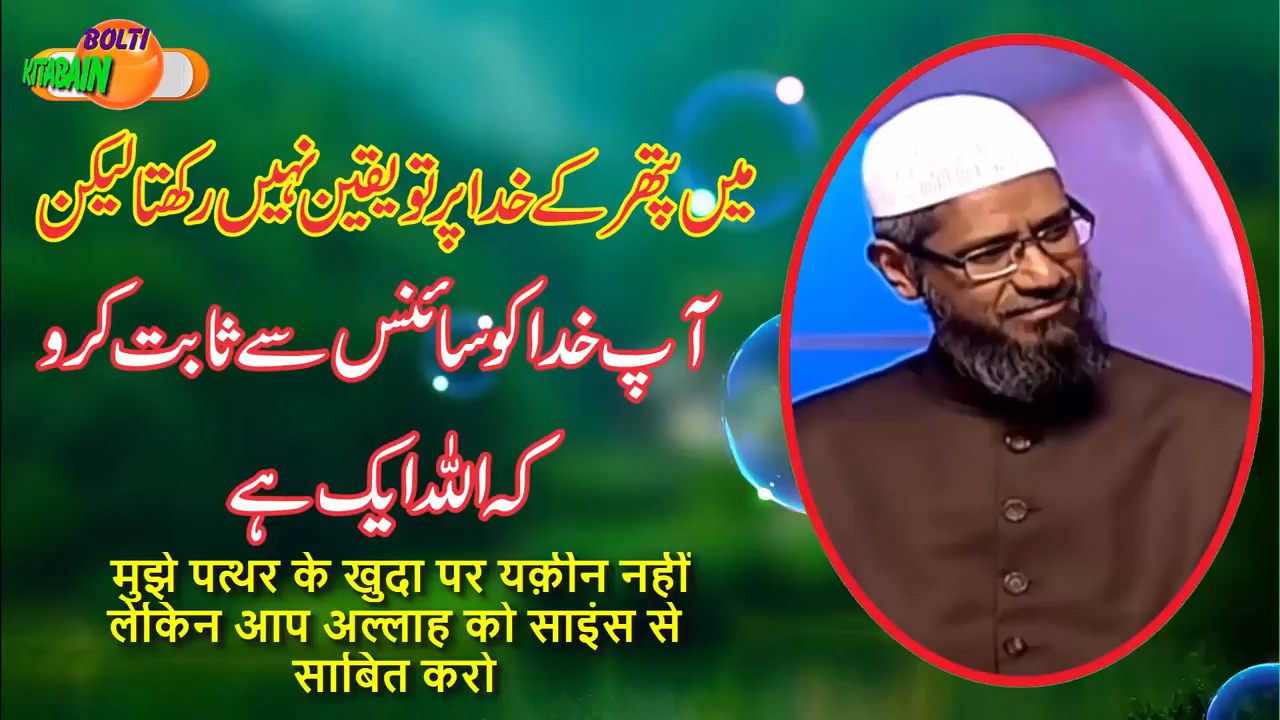 BOLTI
KITABAIN
میں پتھر کے خدا پر تو یقین نہیں رکھتا لیکن
آپ خدا کو سائنس سے ثابت کرو
کہ اللہ ایک ہے
मुझे पत्थर के खुदा पर यक़ीन नहीं
लेकिन आप अल्लाह को साइंस से
साबित करो